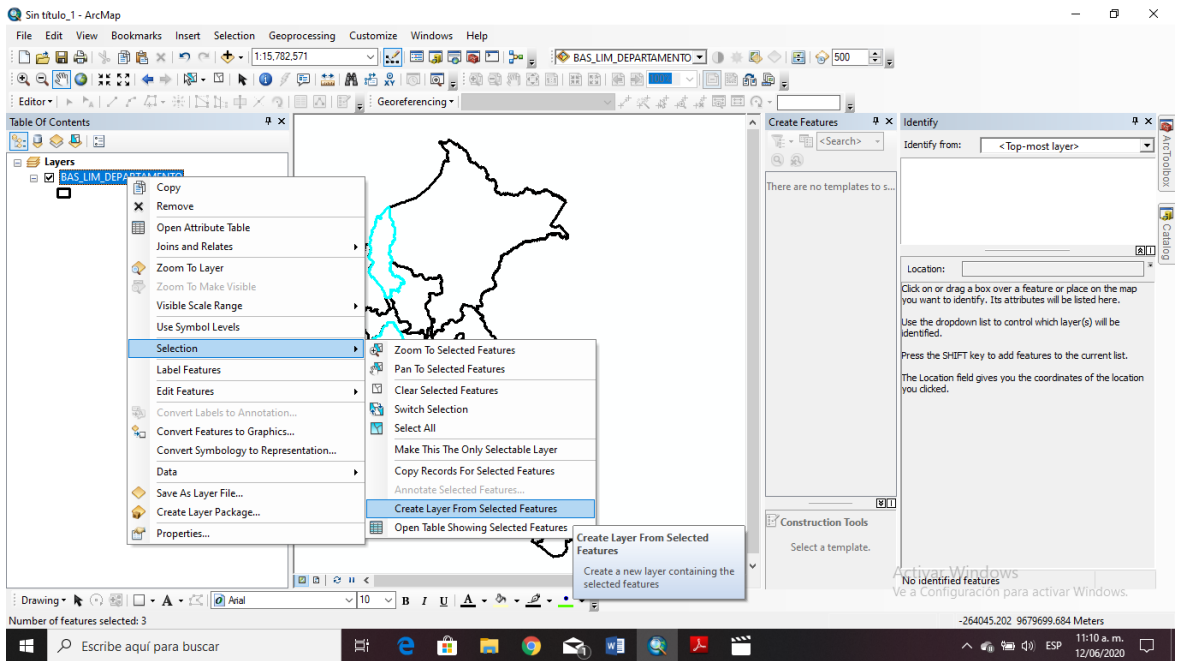 Sin título_1 - ArcMap
File Edit View Bookmarks Insert Selection Geoprocessing Customize Windows Help
1:15,782,571
BAS_LIM_DEPARTAMENTO
500
Editor
Georeferencing
Table Of Contents
Layers
BAS_LIM_DEPARTAMENTO
Copy
Remove
Open Attribute Table
Joins and Relates
Zoom To Layer
Zoom To Make Visible
Visible Scale Range
Use Symbol Levels
Selection
Label Features
Edit Features
Convert Labels to Annotation...
Convert Features to Graphics...
Convert Symbology to Representation...
Data
Save As Layer File...
Create Layer Package...
Properties...
Zoom To Selected Features
Pan To Selected Features
Clear Selected Features
Switch Selection
Select All
Make This The Only Selectable Layer
Copy Records For Selected Features
Annotate Selected Features...
Create Layer From Selected Features
Open Table Showing Selected Features
Create Layer From Selected
Features
Create a new layer containing the
selected features
Create Features
<Search>
There are no templates to s...
Construction Tools
Select a template.
Identify
Identify from:
<Top-most layer>
Location:
Click on or drag a box over a feature or place on the map
you want to identify. Its attributes will be listed here.
Use the dropdown list to control which layer(s) will be
identified.
Press the SHIFT key to add features to the current list.
The Location field gives you the coordinates of the location
you clicked.
No identified features
ArcToolbox
Catalog
Activar Windows
Ve a Configuración para activar Windows.
Drawing
A
Arial
10
B I U A
Number of features selected: 3
-264045.202 9679699.684 Meters
Escribe aquí para buscar
ESP
11:10 a. m.
12/06/2020